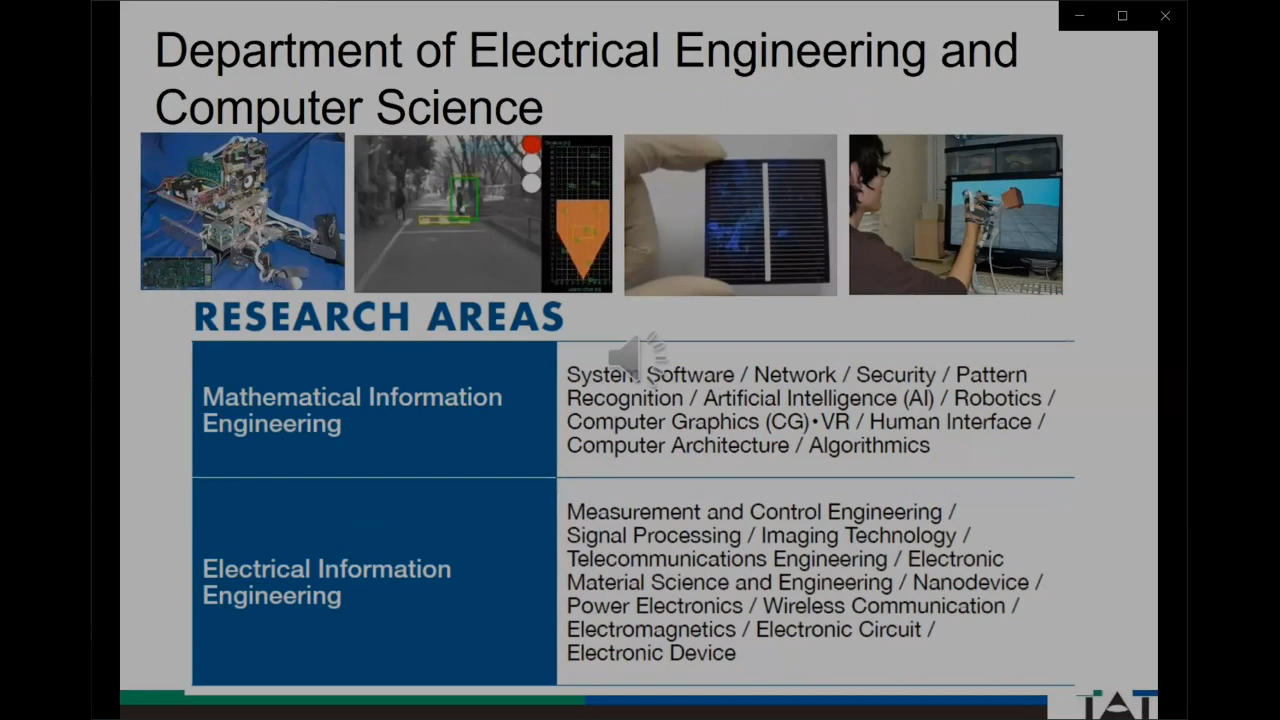 Department of Electrical Engineering and
Computer Science
RESEARCH AREAS
Mathematical Information
Engineering
System Software / Network / Security / Pattern
Recognition / Artificial Intelligence (AI) / Robotics /
Computer Graphics (CG)・VR / Human Interface /
Computer Architecture / Algorithmics
Electrical Information
Engineering
Measurement and Control Engineering /
Signal Processing / Imaging Technology /
Telecommunications Engineering / Electronic
Material Science and Engineering / Nanodevice /
Power Electronics / Wireless Communication /
Electromagnetics / Electronic Circuit /
Electronic Device
TAT